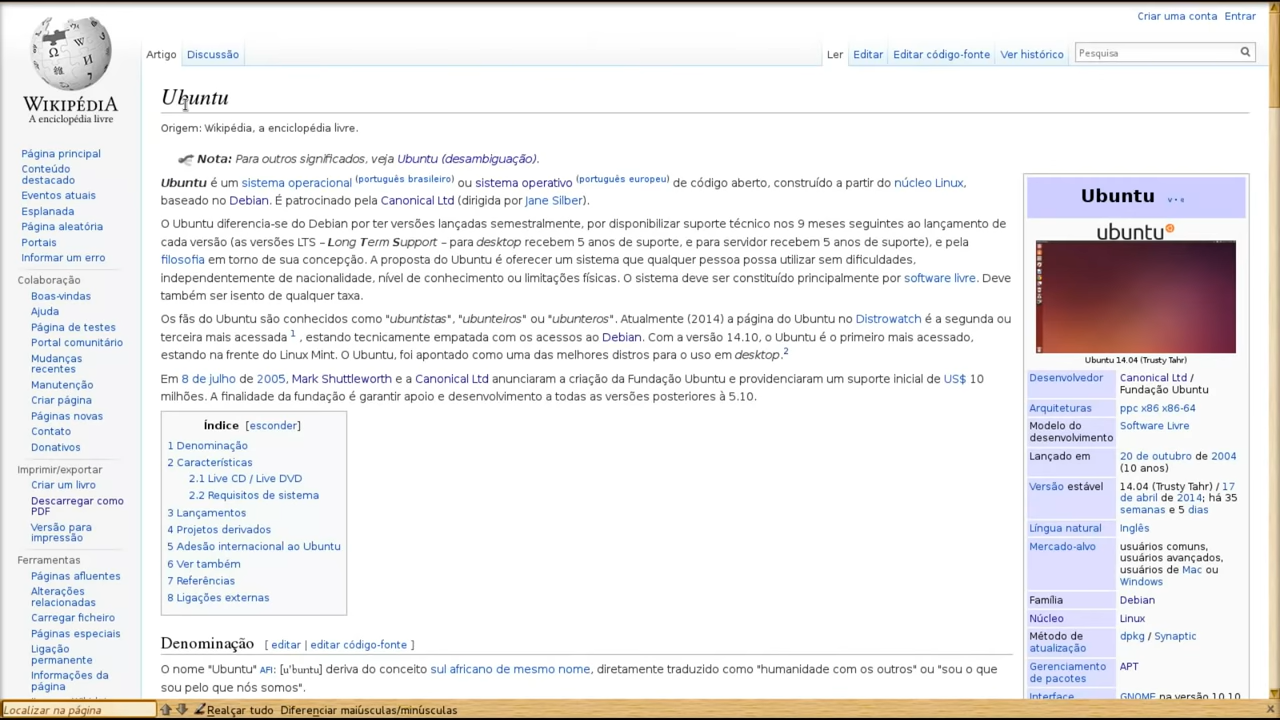 Criar uma conta Entrar
Artigo Discussão Ler Editar Editar código-fonte Ver histórico Pesquisa
WIKIPÉDIA
A enciclopédia livre
Página principal
Conteúdo
destacado
Eventos atuais
Esplanada
Página aleatória
Portais
Informar um erro
Colaboração
Boas-vindas
Ajuda
Página de testes
Portal comunitário
Mudanças
recentes
Manutenção
Criar página
Páginas novas
Contato
Donativos
Imprimir/exportar
Criar um livro
Descarregar como
PDF
Versão para
impressão
Ferramentas
Páginas afluentes
Alterações
relacionadas
Carregar ficheiro
Páginas especiais
Ligação
permanente
Informações da
página
Ubuntu
Origem: Wikipédia, a enciclopédia livre.
Nota: Para outros significados, veja Ubuntu (desambiguação).
Ubuntu é um sistema operacional (português brasileiro) ou sistema operativo (português europeu) de código aberto, construído a partir do núcleo Linux,
baseado no Debian. É patrocinado pela Canonical Ltd (dirigida por Jane Silber).
O Ubuntu diferencia-se do Debian por ter versões lançadas semestralmente, por disponibilizar suporte técnico nos 9 meses seguintes ao lançamento de
cada versão (as versões LTS – Long Term Support – para desktop recebem 5 anos de suporte, e para servidor recebem 5 anos de suporte), e pela
filosofia em torno de sua concepção. A proposta do Ubuntu é oferecer um sistema que qualquer pessoa possa utilizar sem dificuldades,
independentemente de nacionalidade, nível de conhecimento ou limitações físicas. O sistema deve ser constituído principalmente por software livre. Deve
também ser isento de qualquer taxa.
Os fãs do Ubuntu são conhecidos como "ubuntistas", "ubunteiros" ou "ubunteros". Atualmente (2014) a página do Ubuntu no Distrowatch é a segunda ou
terceira mais acessada 1 , estando tecnicamente empatada com os acessos ao Debian. Com a versão 14.10, o Ubuntu é o primeiro mais acessado,
estando na frente do Linux Mint. O Ubuntu, foi apontado como uma das melhores distros para o uso em desktop.2
Em 8 de julho de 2005, Mark Shuttleworth e a Canonical Ltd anunciaram a criação da Fundação Ubuntu e providenciaram um suporte inicial de US$ 10
milhões. A finalidade da fundação é garantir apoio e desenvolvimento a todas as versões posteriores à 5.10.
Índice [esconder]
1 Denominação
2 Características
2.1 Live CD / Live DVD
2.2 Requisitos de sistema
3 Lançamentos
4 Projetos derivados
5 Adesão internacional ao Ubuntu
6 Ver também
7 Referências
8 Ligações externas
Denominação [ editar | editar código-fonte ]
O nome "Ubuntu" AFI: [u'buntu] deriva do conceito sul africano de mesmo nome, diretamente traduzido como "humanidade com os outros" ou "sou o que
sou pelo que nós somos".
Ubuntu v • e
ubuntu
Ubuntu 14.04 (Trusty Tahr)
Desenvolvedor Canonical Ltd /
Fundação Ubuntu
Arquiteturas ppc x86 x86-64
Modelo do Software Livre
desenvolvimento
Lançado em 20 de outubro de 2004
(10 anos)
Versão estável 14.04 (Trusty Tahr) / 17
de abril de 2014; há 35
semanas e 5 dias
Língua natural Inglês
Mercado-alvo usuários comuns,
usuários avançados,
usuários de Mac ou
Windows
Família Debian
Núcleo Linux
Método de dpkg / Synaptic
atualização
Gerenciamento APT
de pacotes
Interface GNOME na versão 10.10
Localizar na página Realçar tudo Diferenciar maiúsculas/minúsculas